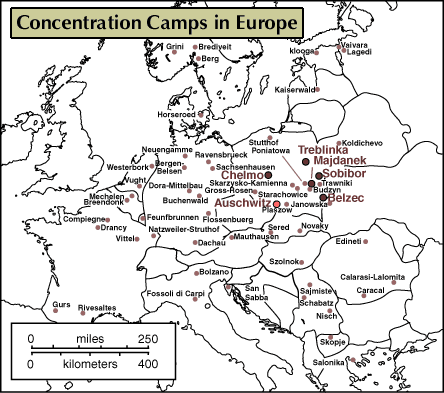 Concentration Camps in Europe
Grini
Brediveit
Berg
klooga
Vaivara
Lagedi
Kaiserwald
Horseroed
Stutthof
Poniatowa
Koldichevo
Treblinka
Majdanek
Neuengamme
Ravensbrueck
Westerbork
Bergen-
Belsen
Sachsenhausen
Chelmo
Sobibor
Vught
Dora-Mittelbau
Skarzysko-Kamienna
Trawniki
Gross-Rosen
Starachowice
Budzyn
Mechelen
Breendonk
Buchenwald
Auschwitz
Janowska
Belzec
Plaszow
Compiegne
Feunfbrunnen
Flossenburg
Drancy
Natzweiler-Struthof
Mauthausen
Sered
Novaky
Vittel
Dachau
Edineti
Szolnok
Bolzano
Calarasi-Lalomita
Fossoli di Carpi
San
Sabba
Sajmiste
Caracal
Schabatz
Gurs
Rivesaltes
Nisch
Skopje
Salonika
0 miles 250
0 kilometers 400